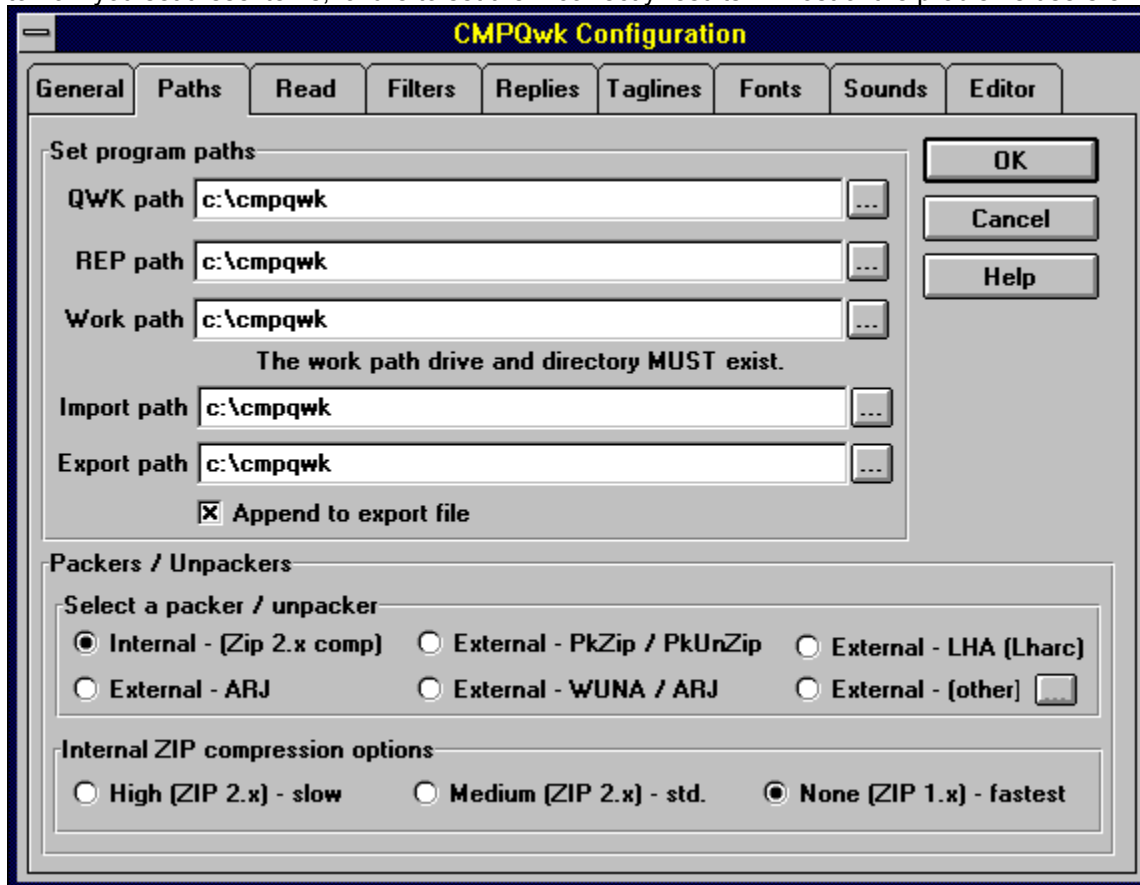 CMPQwk Configuration
General Paths Read Filters Replies Taglines Fonts Sounds Editor
Set program paths
OK
QWK path c:\cmpqwk ...
Cancel
REP path c:\cmpqwk ...
Help
Work path c:\cmpqwk ...
The work path drive and directory MUST exist.
Import path c:\cmpqwk ...
Export path c:\cmpqwk ...
Append to export file
Packers / Unpackers
Select a packer / unpacker
Internal - (Zip 2.x comp) External - PkZip / PkUnZip External - LHA (Lharc)
External - ARJ External - WUNA / ARJ External - (other) ...
Internal ZIP compression options
High (ZIP 2.x) - slow Medium (ZIP 2.x) - std. None (ZIP 1.x) - fastest